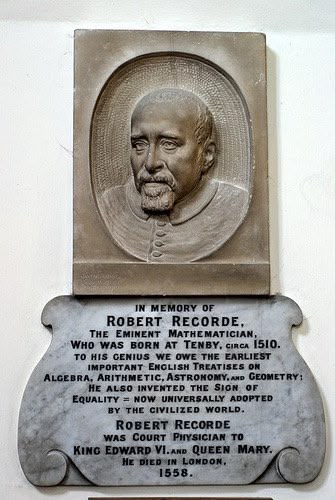 IN MEMORY OF
ROBERT RECORDE,
THE EMINENT MATHEMATICIAN,
WHO WAS BORN AT TENBY, CIRCA 1510.
TO HIS GENIUS WE OWE THE EARLIEST
IMPORTANT ENGLISH TREATISES ON
ALGEBRA, ARITHMETIC, ASTRONOMY, AND GEOMETRY;
HE ALSO INVENTED THE SIGN OF
EQUALITY = NOW UNIVERSALLY ADOPTED
BY THE CIVILIZED WORLD.
ROBERT RECORDE
WAS COURT PHYSICIAN TO
KING EDWARD VI. AND QUEEN MARY.
HE DIED IN LONDON,
1558.